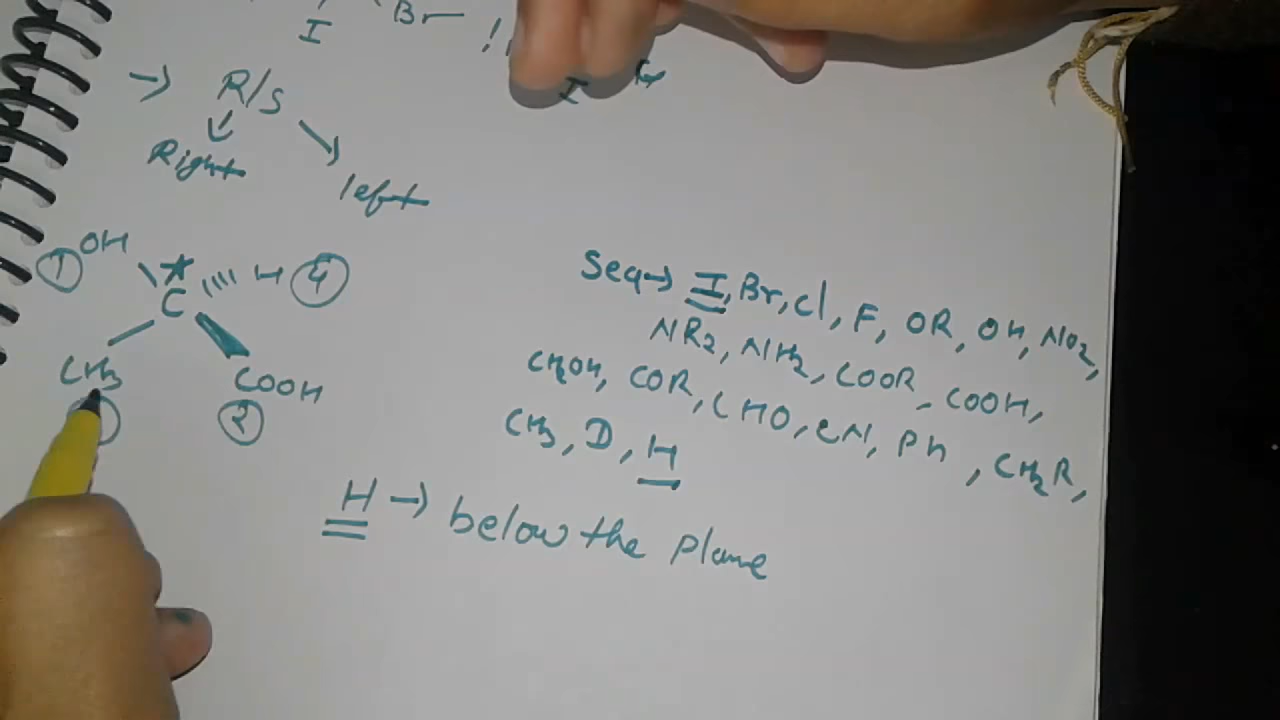 I Br
→ R/S I
Right left
① OH C* H ④
CH3 COOH
②
Seq→ I, Br, Cl, F, OR, OH, NO2,
NR2, NH2, COOR, COOH,
CH2OH, COR, CHO, CN, Ph, CH2R,
CH3, D, H
H → below the plane